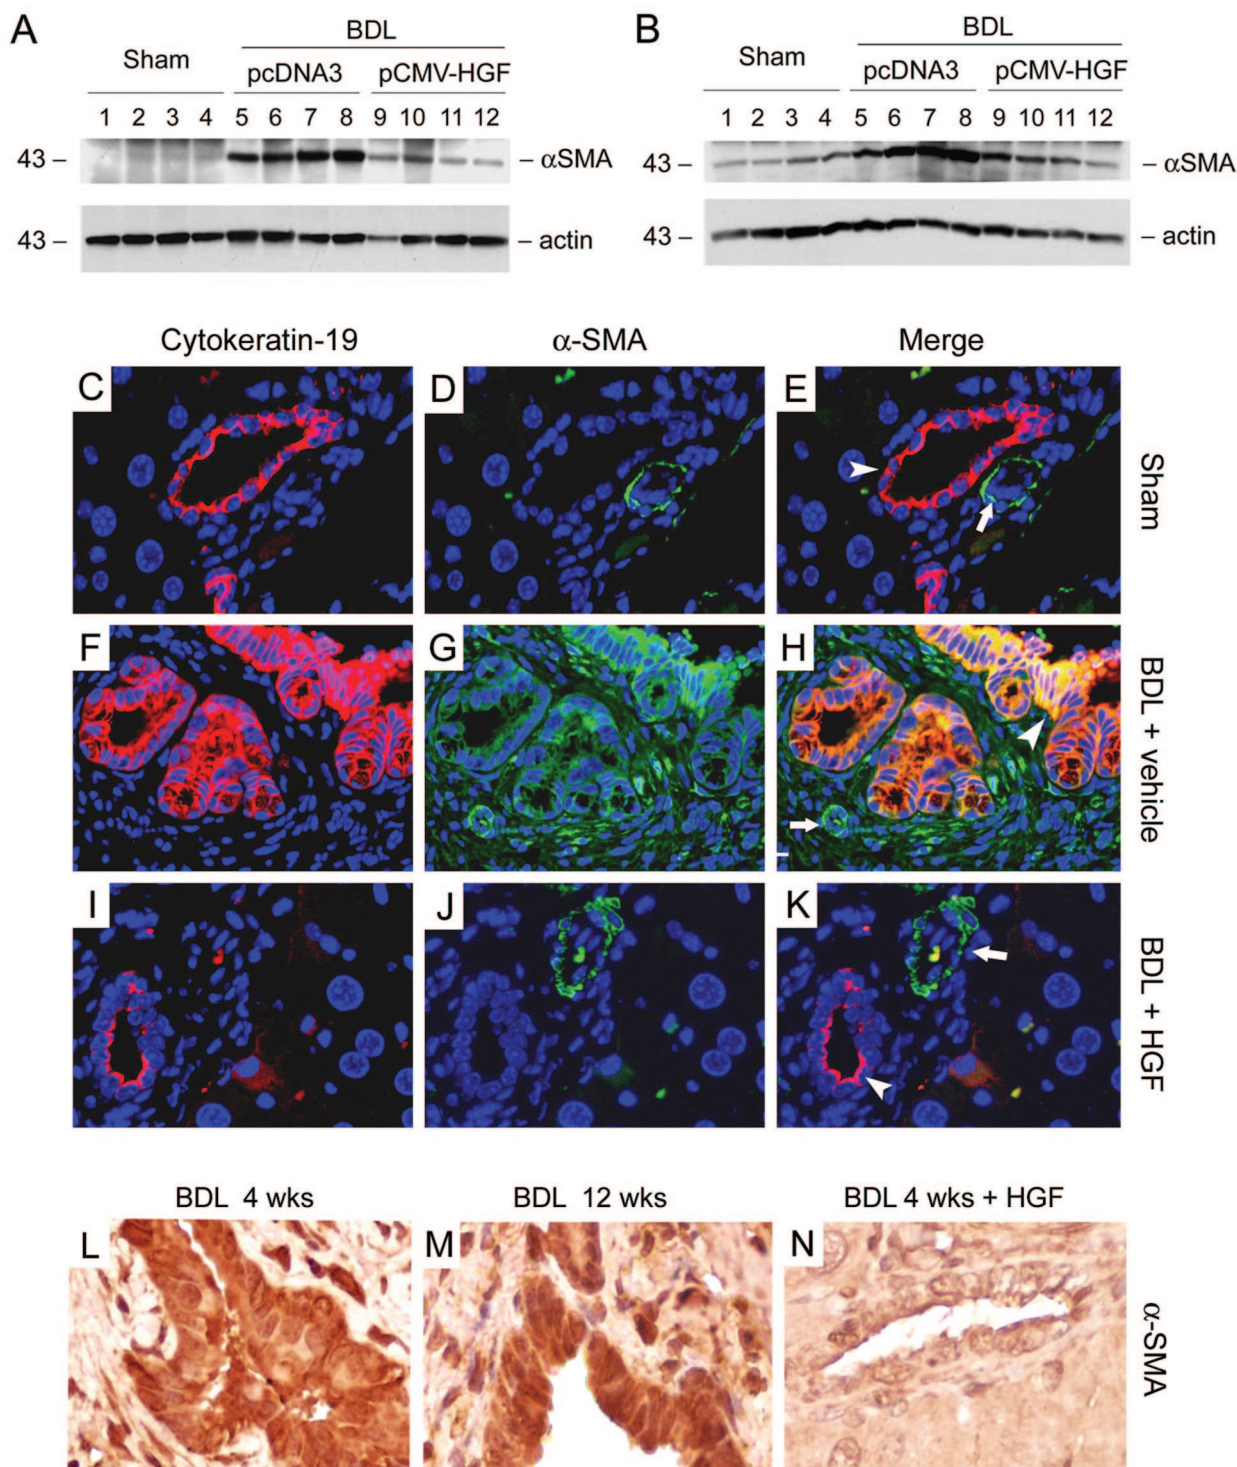 A
BDL
Sham
pcDNA3
pCMV-HGF
1 2 3 4 5 6 7 8 9 10 11 12
43 – – αSMA
43 – – actin
B
BDL
Sham
pcDNA3
pCMV-HGF
1 2 3 4 5 6 7 8 9 10 11 12
43 – – αSMA
43 – – actin
Cytokeratin-19
α-SMA
Merge
C
D
E
Sham
F
G
H
BDL + vehicle
I
J
K
BDL + HGF
BDL 4 wks
BDL 12 wks
BDL 4 wks + HGF
L
M
N
α-SMA